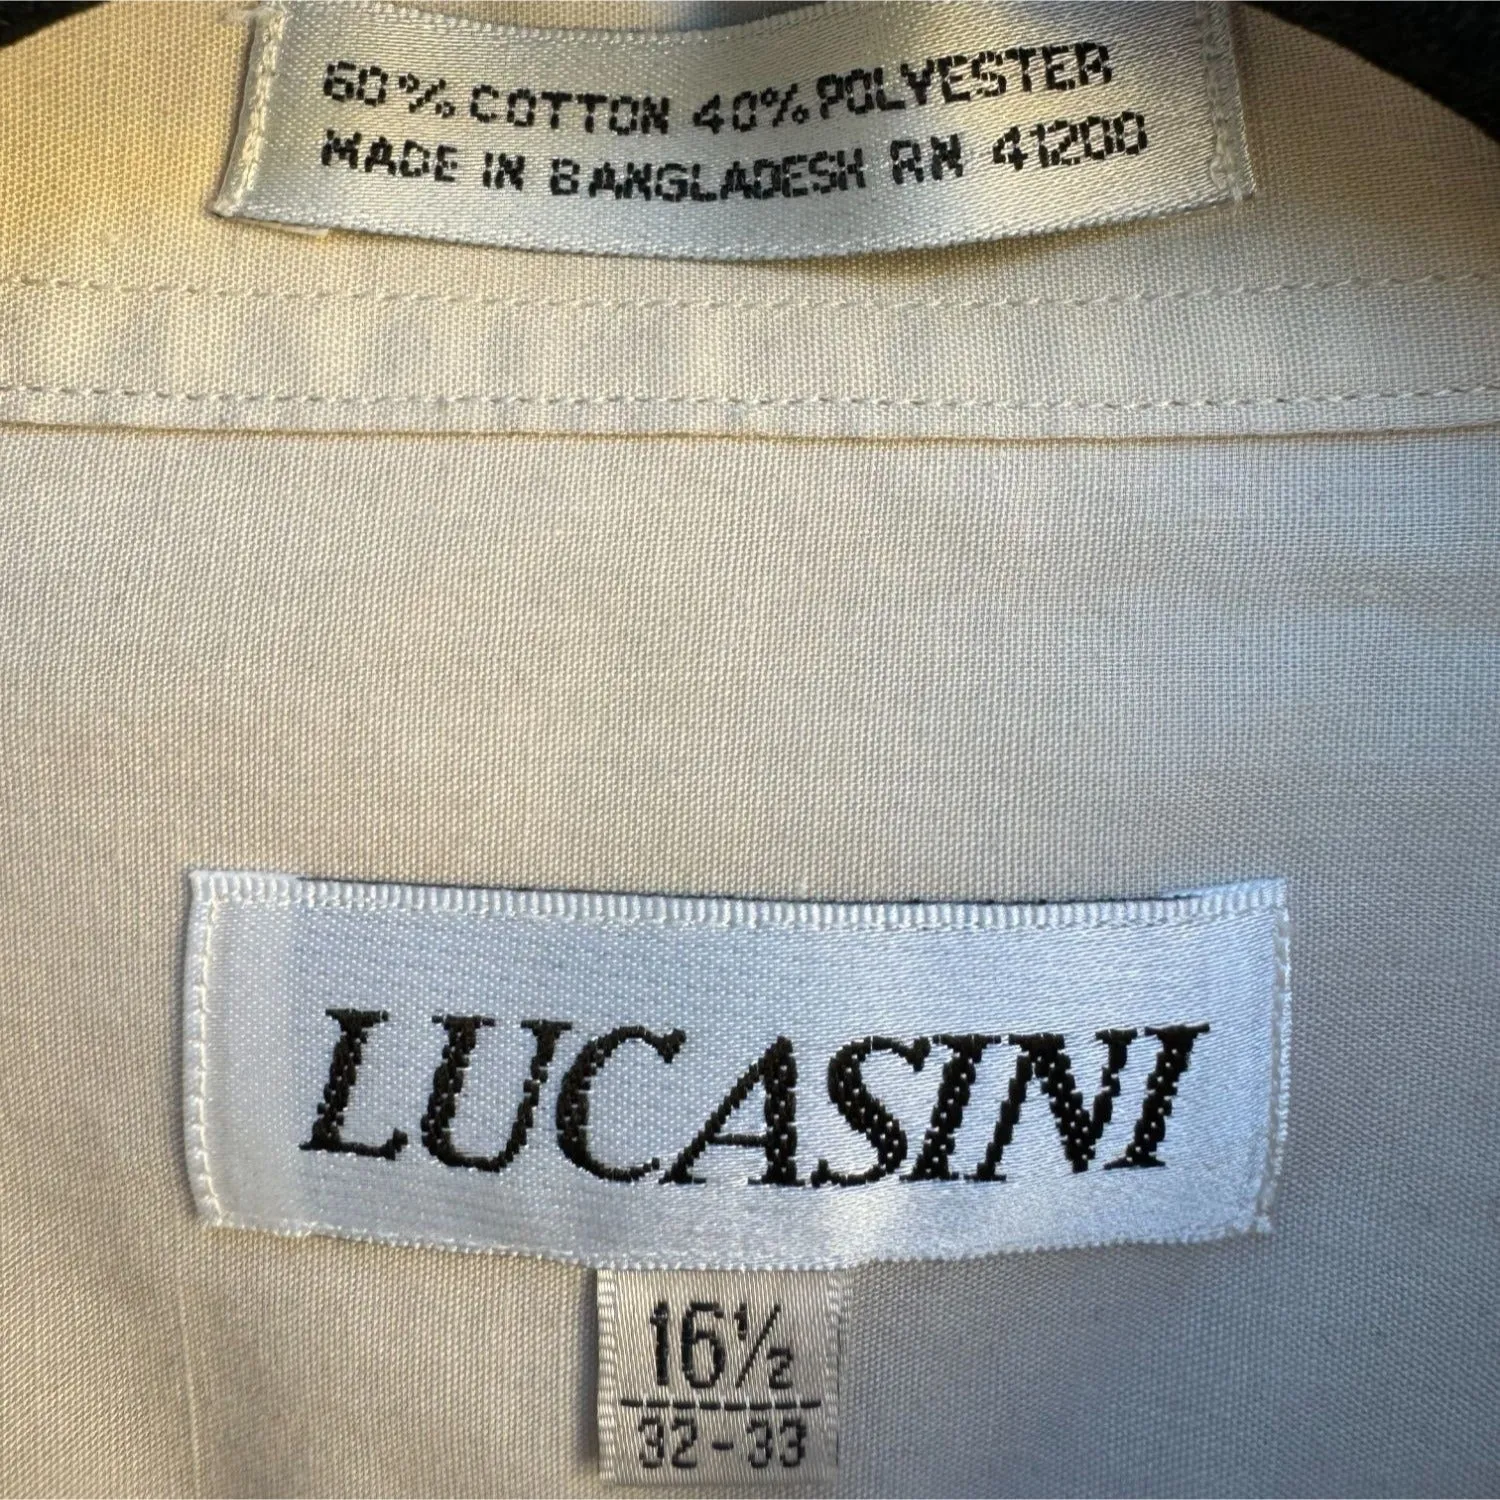 60% COTTON 40% POLYESTER
MADE IN BANGLADESH RN 41200
LUCASINI
16½
32-33